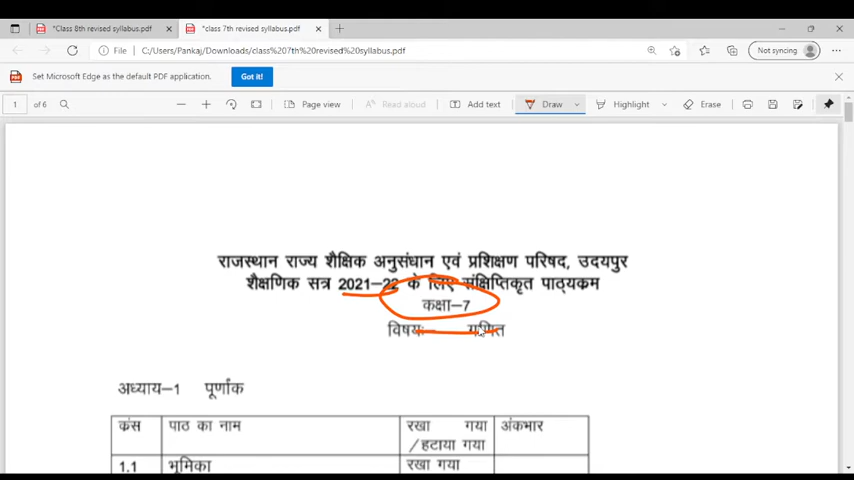 *Class 8th revised syllabus.pdf
*class 7th revised syllabus.pdf
File
C:/Users/Pankaj/Downloads/class%207th%20revised%20syllabus.pdf
Not syncing
Set Microsoft Edge as the default PDF application.
Got it!
1 of 6
Page view
Read aloud
Add text
Draw
Highlight
Erase
राजस्थान राज्य शैक्षिक अनुसंधान एवं प्रशिक्षण परिषद, उदयपुर
शैक्षणिक सत्र 2021–22 के लिए संक्षिप्तिकृत पाठ्यक्रम
कक्षा–7
विषयः– गणित
अध्याय–1 पूर्णांक
कंस पाठ का नाम रखा गया /हटाया गया अंकभार
1.1 भूमिका रखा गया